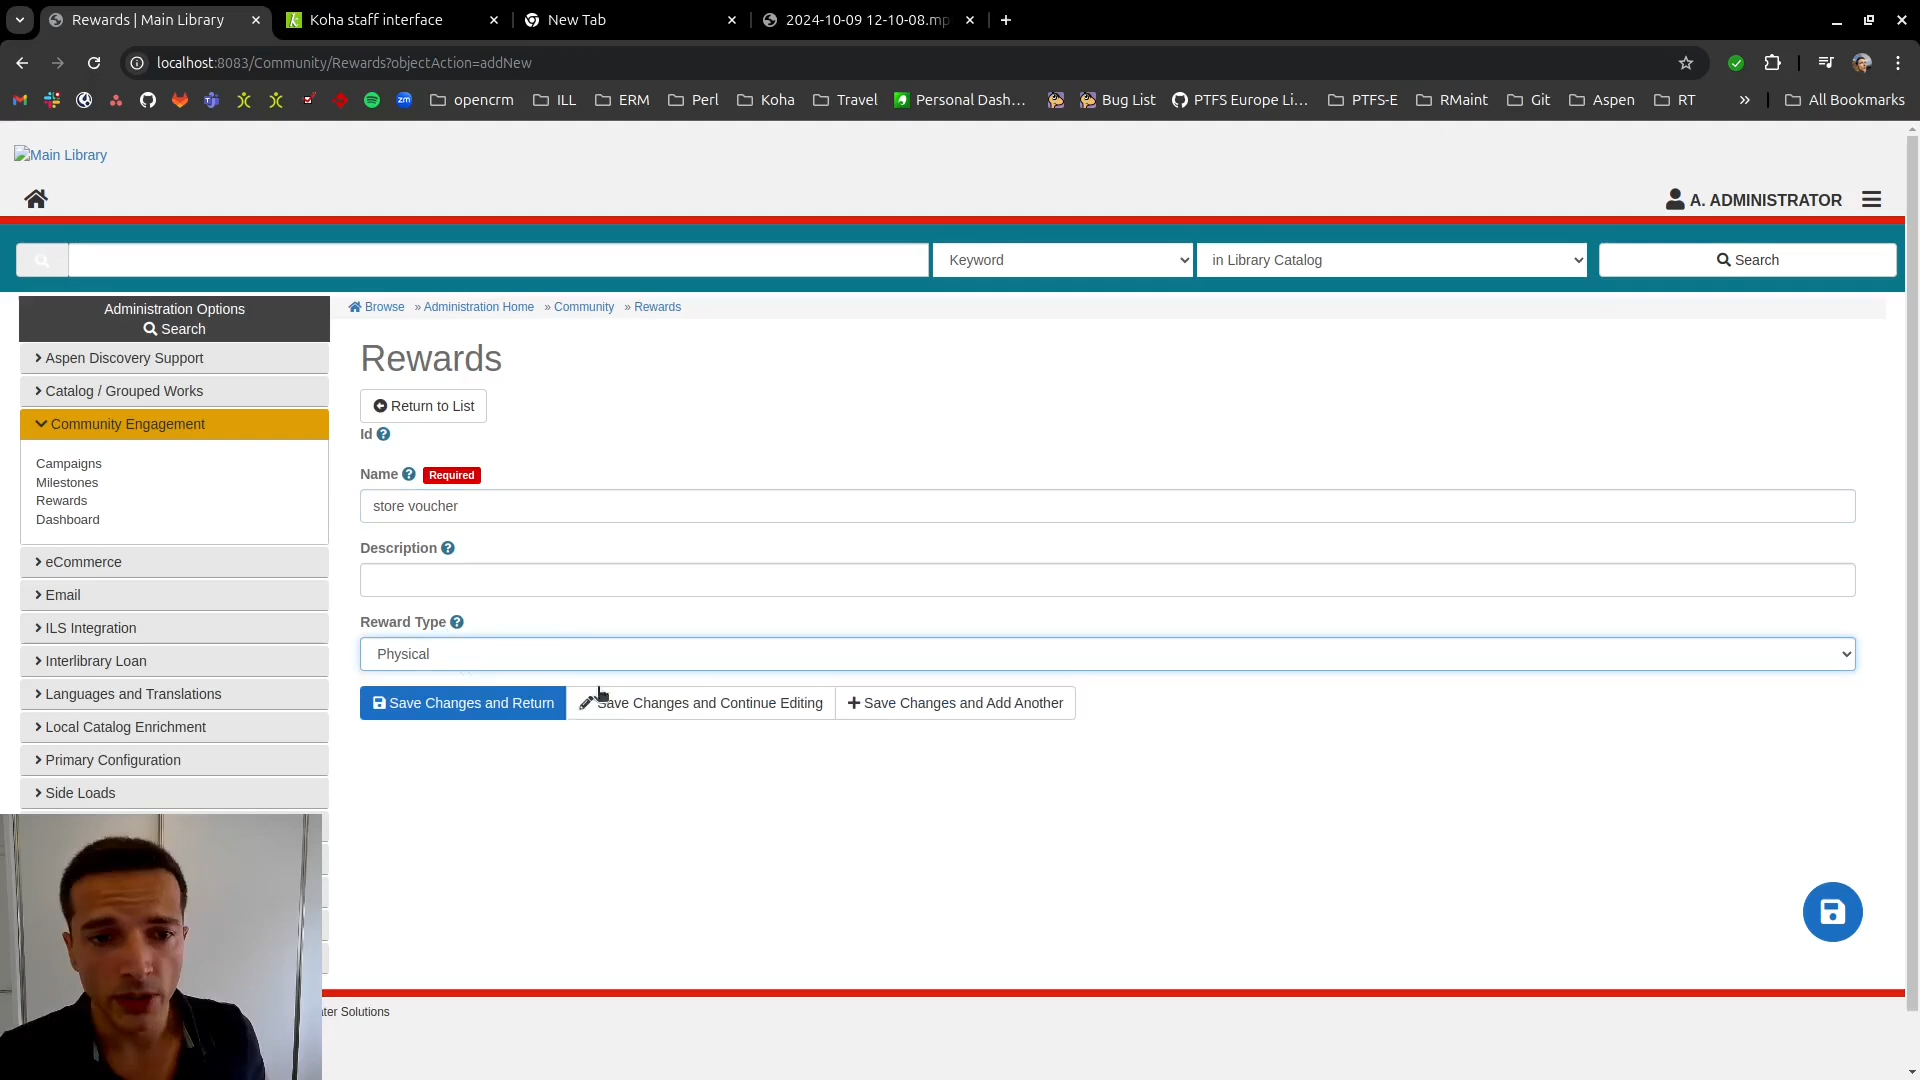 Rewards | Main Library
Koha staff interface
New Tab
2024-10-09 12-10-08.mp
localhost:8083/Community/Rewards?objectAction=addNew
opencrm
ILL
ERM
Perl
Koha
Travel
Personal Dash...
Bug List
PTFS Europe Li...
PTFS-E
RMaint
Git
Aspen
RT
»
All Bookmarks
Main Library
A. ADMINISTRATOR
Keyword
in Library Catalog
Search
Administration Options
Search
Aspen Discovery Support
Catalog / Grouped Works
Community Engagement
Campaigns
Milestones
Rewards
Dashboard
eCommerce
Email
ILS Integration
Interlibrary Loan
Languages and Translations
Local Catalog Enrichment
Primary Configuration
Side Loads
Browse » Administration Home » Community » Rewards
Rewards
Return to List
Id
Name Required
store voucher
Description
Reward Type
Physical
Save Changes and Return
Save Changes and Continue Editing
Save Changes and Add Another
ater Solutions